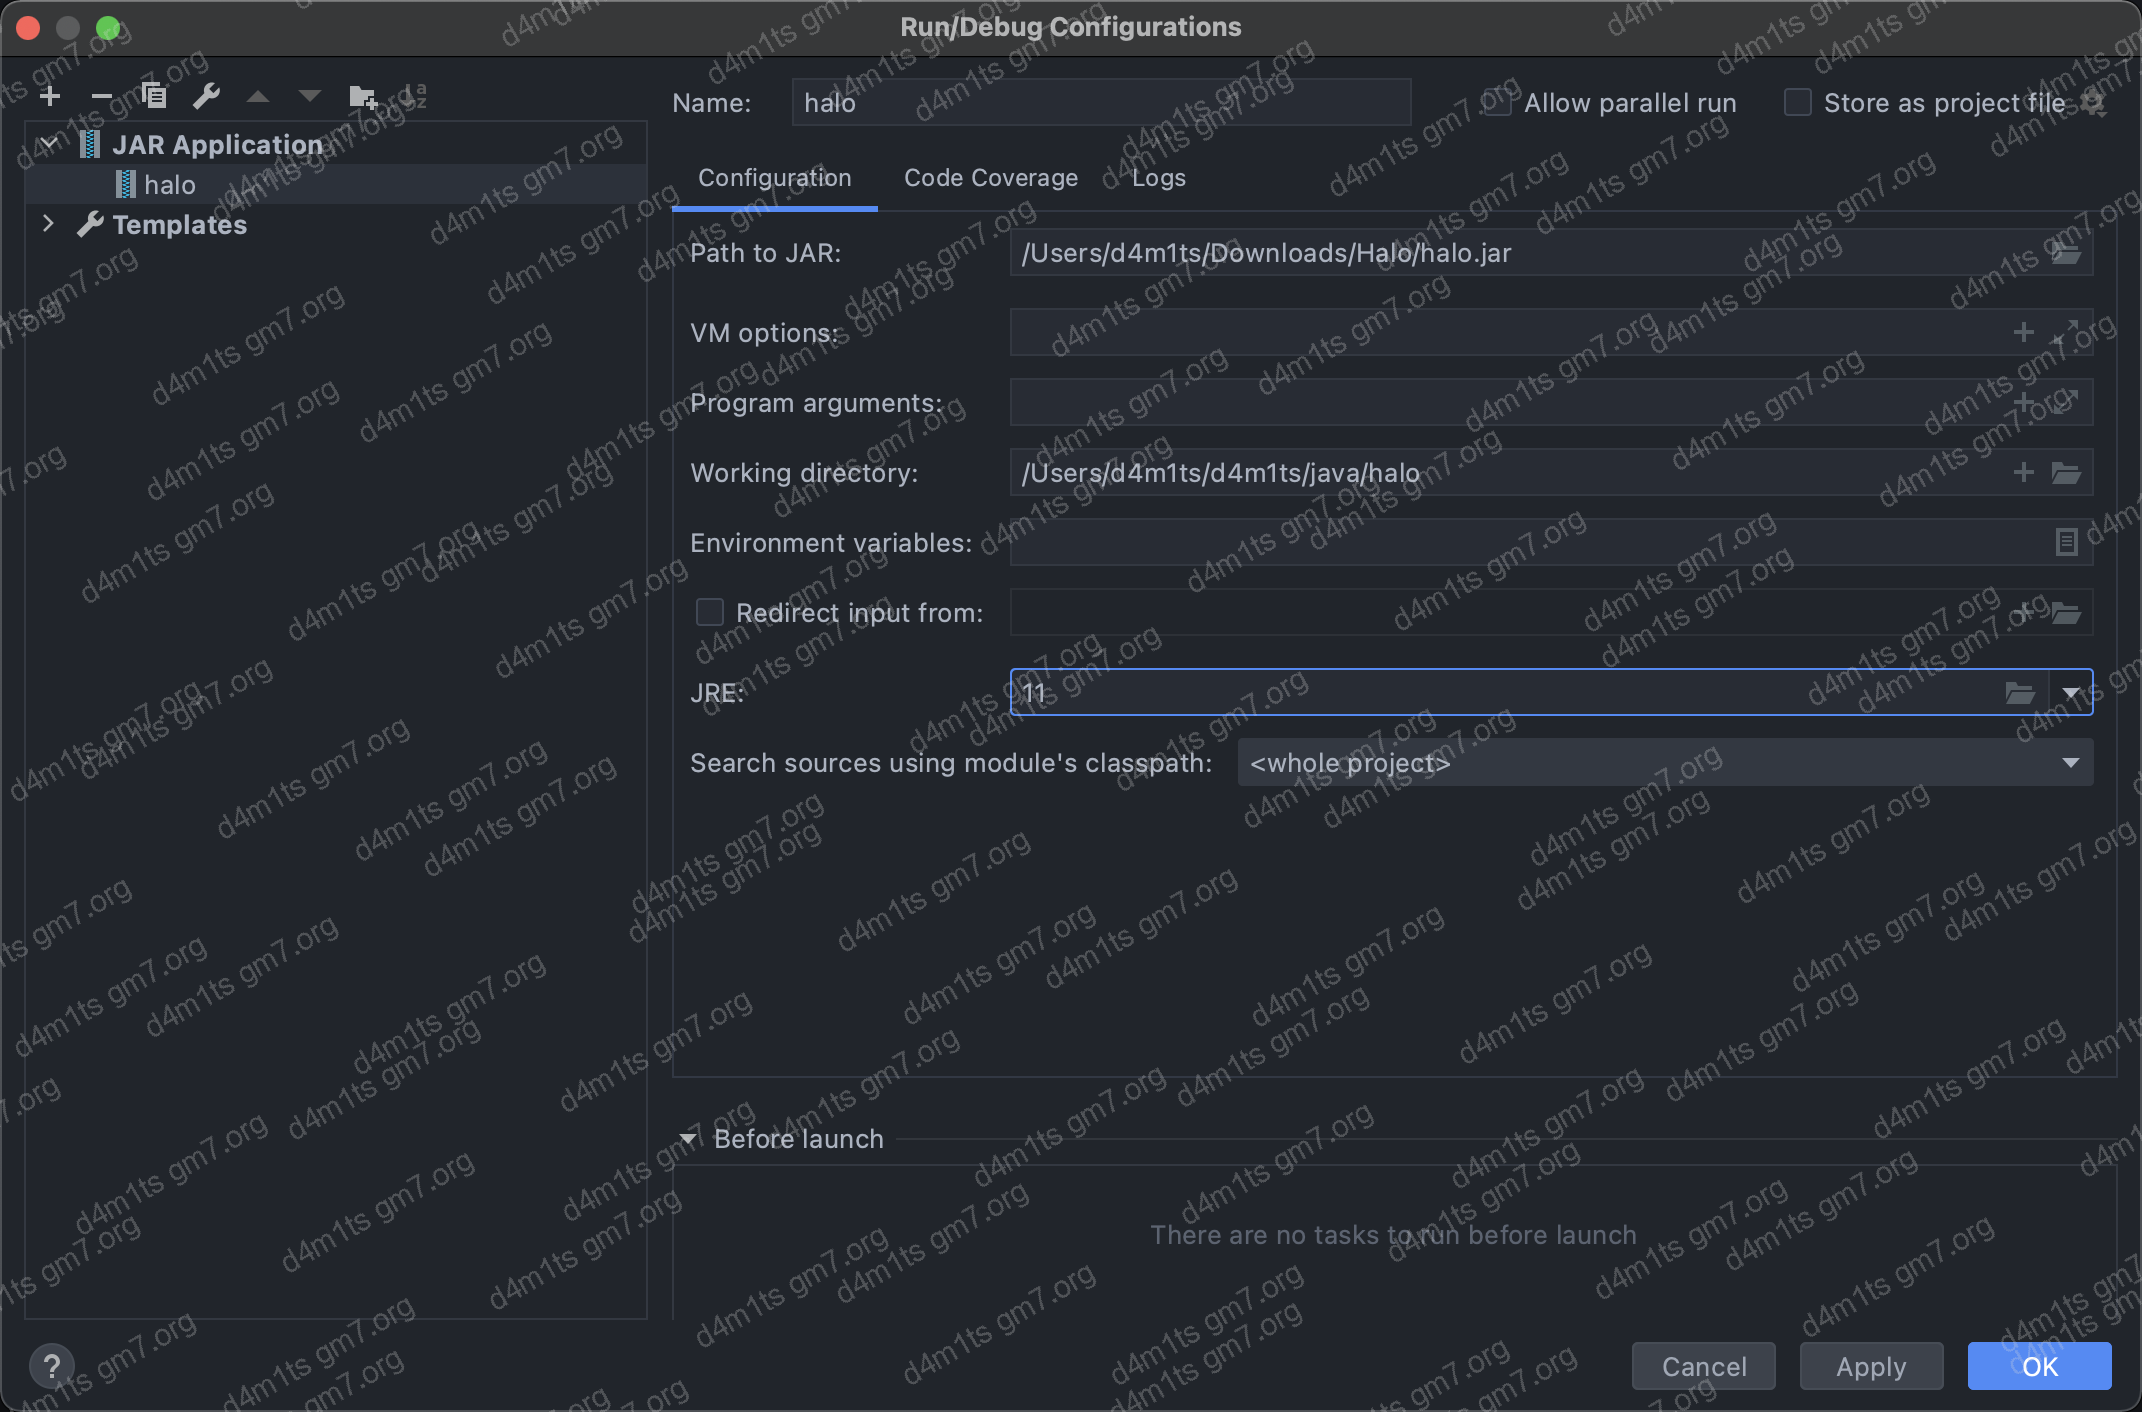 Run/Debug Configurations
JAR Application
halo
Templates
Name: halo
Allow parallel run
Store as project file
Configuration Code Coverage Logs
Path to JAR: /Users/d4m1ts/Downloads/Halo/halo.jar
VM options:
Program arguments:
Working directory: /Users/d4m1ts/d4m1ts/java/halo
Environment variables:
Redirect input from:
JRE: 11
Search sources using module's classpath: <whole project>
Before launch
There are no tasks to run before launch
? Cancel Apply OK
d4m1ts gm7.org